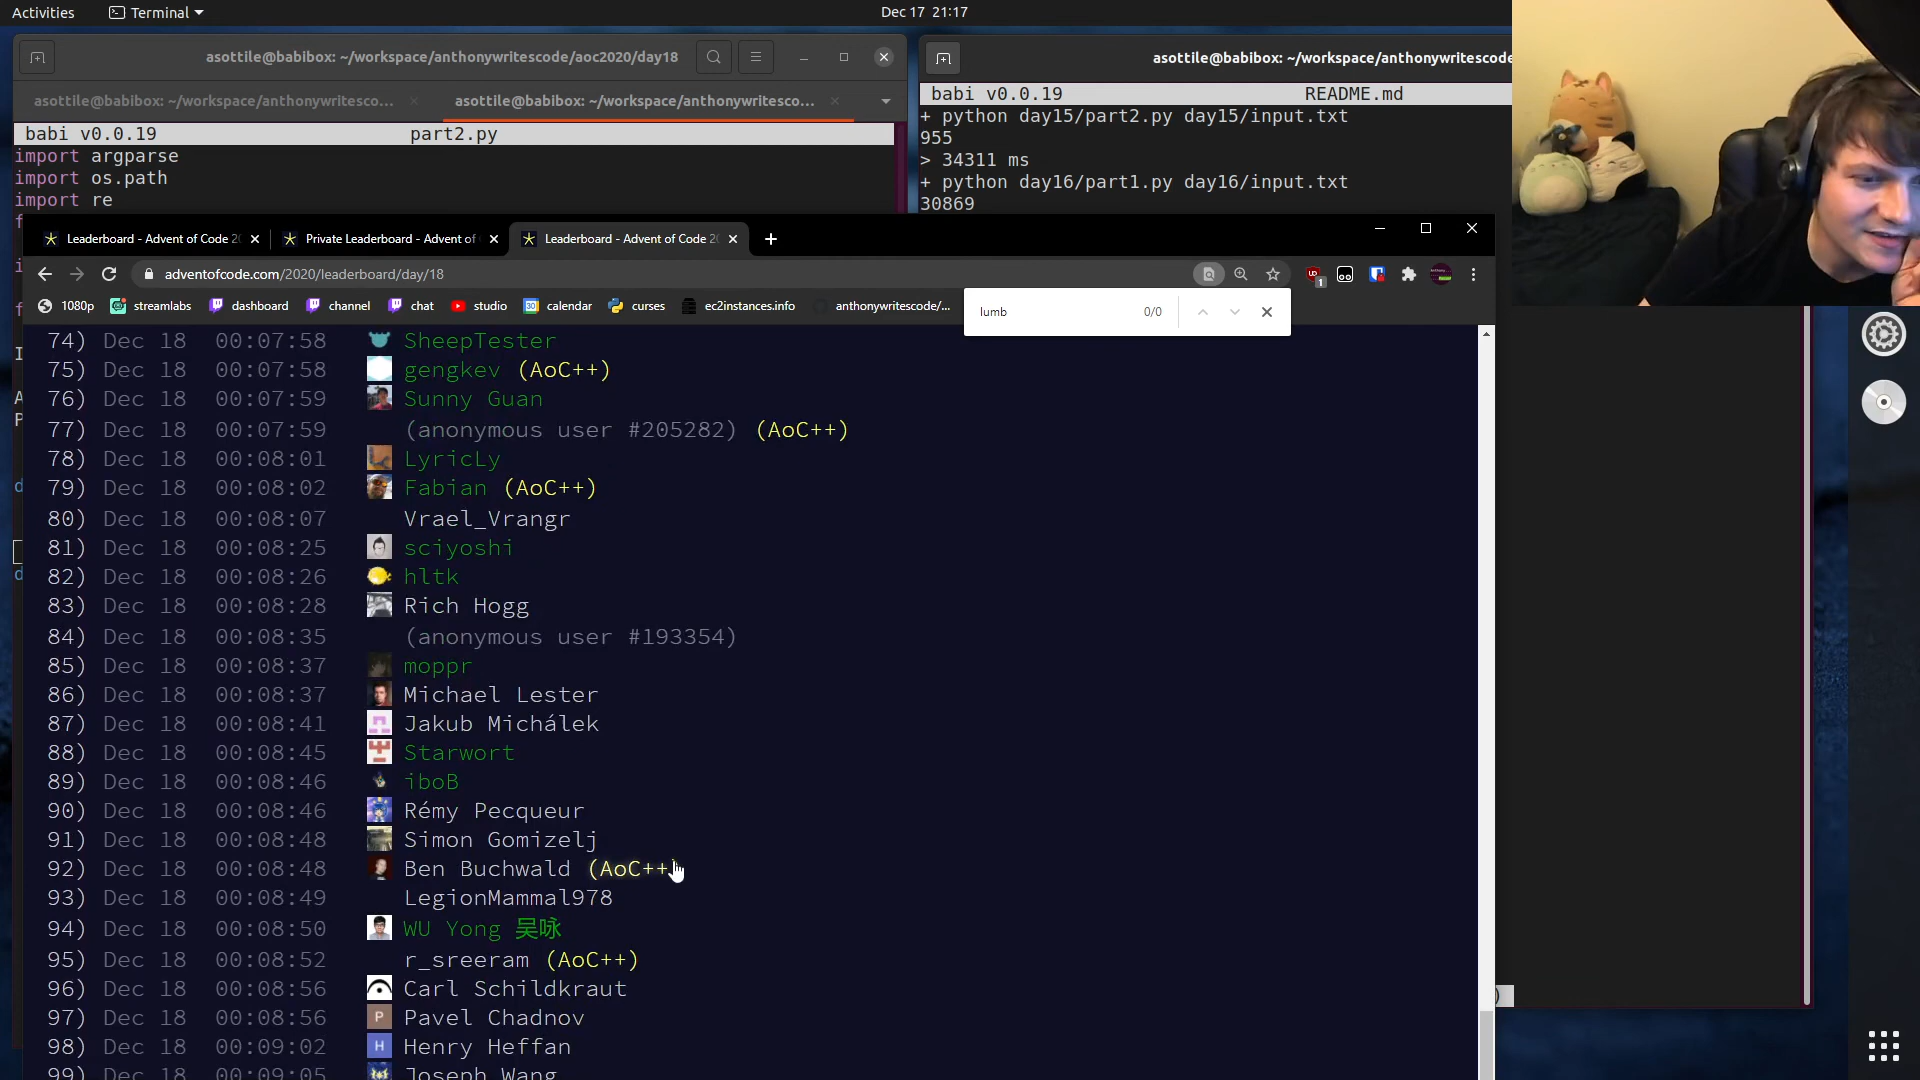 Activities
Terminal
Dec 17 21:17
asottile@babibox: ~/workspace/anthonywritescode/aoc2020/day18
asottile@babibox: ~/workspace/anthonywritesco...
asottile@babibox: ~/workspace/anthonywritesco...
babi v0.0.19 part2.py
import argparse
import os.path
import re
asottile@babibox: ~/workspace/anthonywritescode
babi v0.0.19 README.md
+ python day15/part2.py day15/input.txt
955
> 34311 ms
+ python day16/part1.py day16/input.txt
30869
Leaderboard - Advent of Code 20
Private Leaderboard - Advent of
Leaderboard - Advent of Code 20
adventofcode.com/2020/leaderboard/day/18
1080p
streamlabs
dashboard
channel
chat
studio
calendar
curses
ec2instances.info
anthonywritescode/...
lumb 0/0
74) Dec 18 00:07:58 SheepTester
75) Dec 18 00:07:58 gengkev (AoC++)
76) Dec 18 00:07:59 Sunny Guan
77) Dec 18 00:07:59 (anonymous user #205282) (AoC++)
78) Dec 18 00:08:01 LyricLy
79) Dec 18 00:08:02 Fabian (AoC++)
80) Dec 18 00:08:07 Vrael_Vrangr
81) Dec 18 00:08:25 sciyoshi
82) Dec 18 00:08:26 hltk
83) Dec 18 00:08:28 Rich Hogg
84) Dec 18 00:08:35 (anonymous user #193354)
85) Dec 18 00:08:37 moppr
86) Dec 18 00:08:37 Michael Lester
87) Dec 18 00:08:41 Jakub Michálek
88) Dec 18 00:08:45 Starwort
89) Dec 18 00:08:46 iboB
90) Dec 18 00:08:46 Rémy Pecqueur
91) Dec 18 00:08:48 Simon Gomizelj
92) Dec 18 00:08:48 Ben Buchwald (AoC++)
93) Dec 18 00:08:49 LegionMammal978
94) Dec 18 00:08:50 WU Yong 吴咏
95) Dec 18 00:08:52 r_sreeram (AoC++)
96) Dec 18 00:08:56 Carl Schildkraut
97) Dec 18 00:08:56 Pavel Chadnov
98) Dec 18 00:09:02 Henry Heffan
99) Dec 18 00:09:05 Joseph Wang